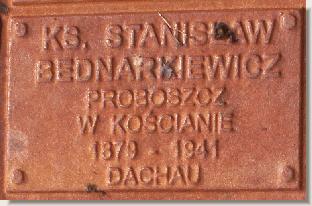 KS. STANISŁAW
BEDNARKIEWICZ
PROBOSZCZ
W KOŚCIANIE
1879 - 1941
DACHAU